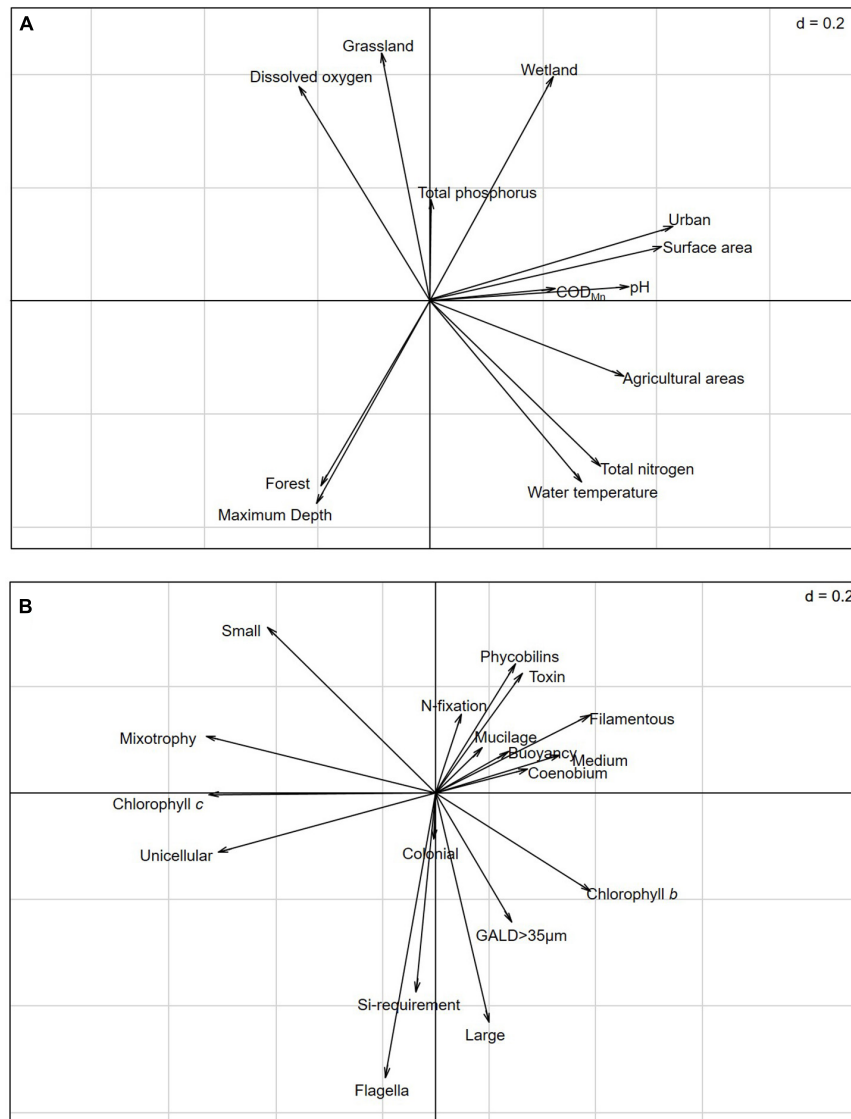 A
d = 0.2
Grassland
Dissolved oxygen
Wetland
Total phosphorus
Urban
Surface area
pH
COD_Mn
Agricultural areas
Total nitrogen
Water temperature
Forest
Maximum Depth
B
d = 0.2
Small
Phycobilins
Toxin
N-fixation
Filamentous
Mucilage
Mixotrophy
Buoyancy
Medium
Coenobium
Chlorophyll c
Unicellular
Colonial
Chlorophyll b
GALD>35µm
Si-requirement
Large
Flagella